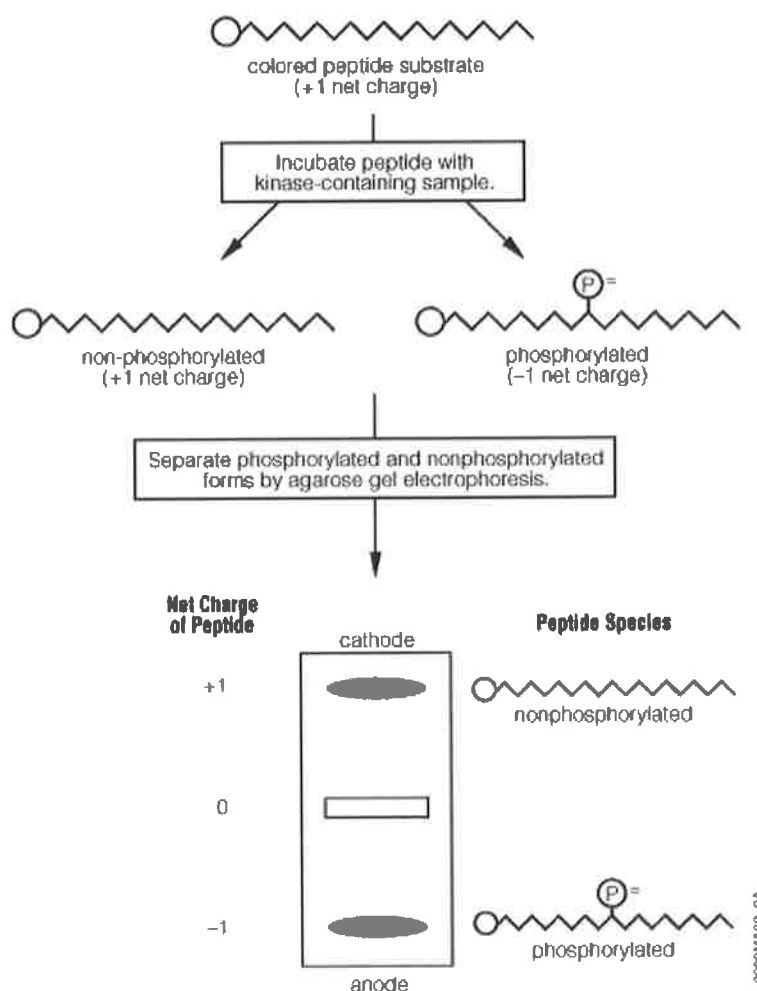 colored peptide substrate
(+1 net charge)
Incubate peptide with
kinase-containing sample.
P =
non-phosphorylated
(+1 net charge)
phosphorylated
(−1 net charge)
Separate phosphorylated and nonphosphorylated
forms by agarose gel electrophoresis.
Net Charge
of Peptide
Peptide Species
cathode
+1
nonphosphorylated
0
P =
−1
phosphorylated
anode